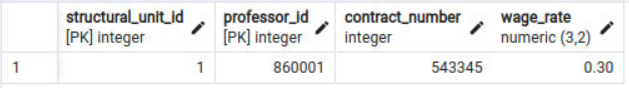 structural_unit_id professor_id contract_number wage_rate
[PK] integer [PK] integer integer numeric (3,2)
1 1 860001 543345 0.30